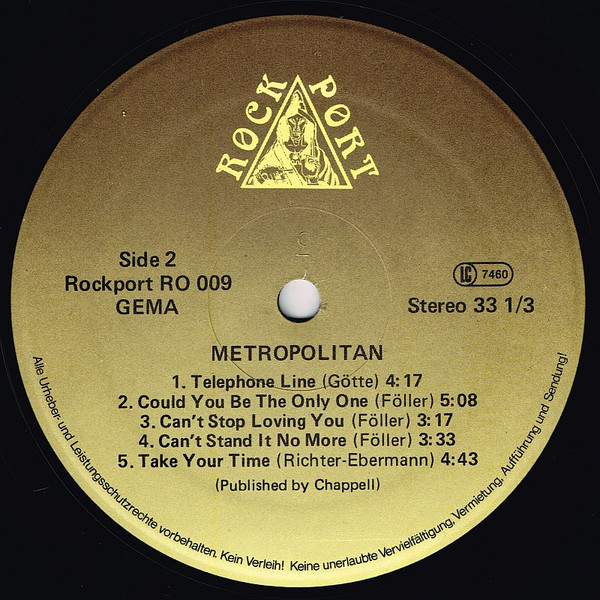 ROCK PORT
Side 2
Rockport RO 009
GEMA
LC 7460
Stereo 33 1/3
METROPOLITAN
1. Telephone Line (Götte) 4:17
2. Could You Be The Only One (Föller) 5:08
3. Can't Stop Loving You (Föller) 3:17
4. Can't Stand It No More (Föller) 3:33
5. Take Your Time (Richter-Ebermann) 4:43
(Published by Chappell)
Alle Urheber- und Leistungsschutzrechte vorbehalten. Kein Verleih! Keine unerlaubte Vervielfältigung, Vermietung, Aufführung und Sendung!